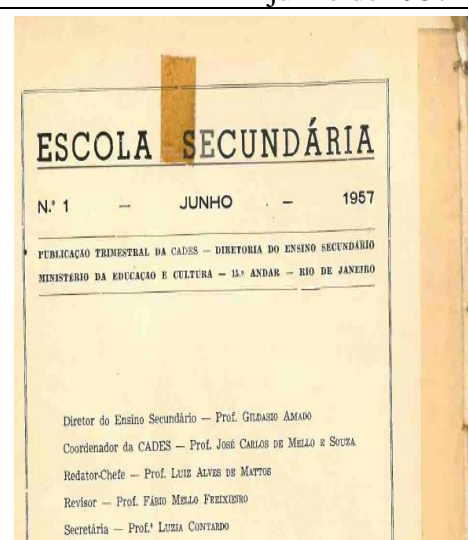 ESCOLA SECUNDÁRIA
N.º 1 — JUNHO — 1957
PUBLICAÇÃO TRIMESTRAL DA CADES — DIRETORIA DO ENSINO SECUNDÁRIO
MINISTÉRIO DA EDUCAÇÃO E CULTURA — 15.º ANDAR — RIO DE JANEIRO
Diretor do Ensino Secundário — Prof. GILDASIO AMADO
Coordenador da CADES — Prof. JOSÉ CARLOS DE MELLO E SOUZA
Redator-Chefe — Prof. LUIZ ALVES DE MATTOS
Revisor — Prof. FÁBIO MELLO FREIXIEIRO
Secretária — Prof.ª LUZIA CONTARDO